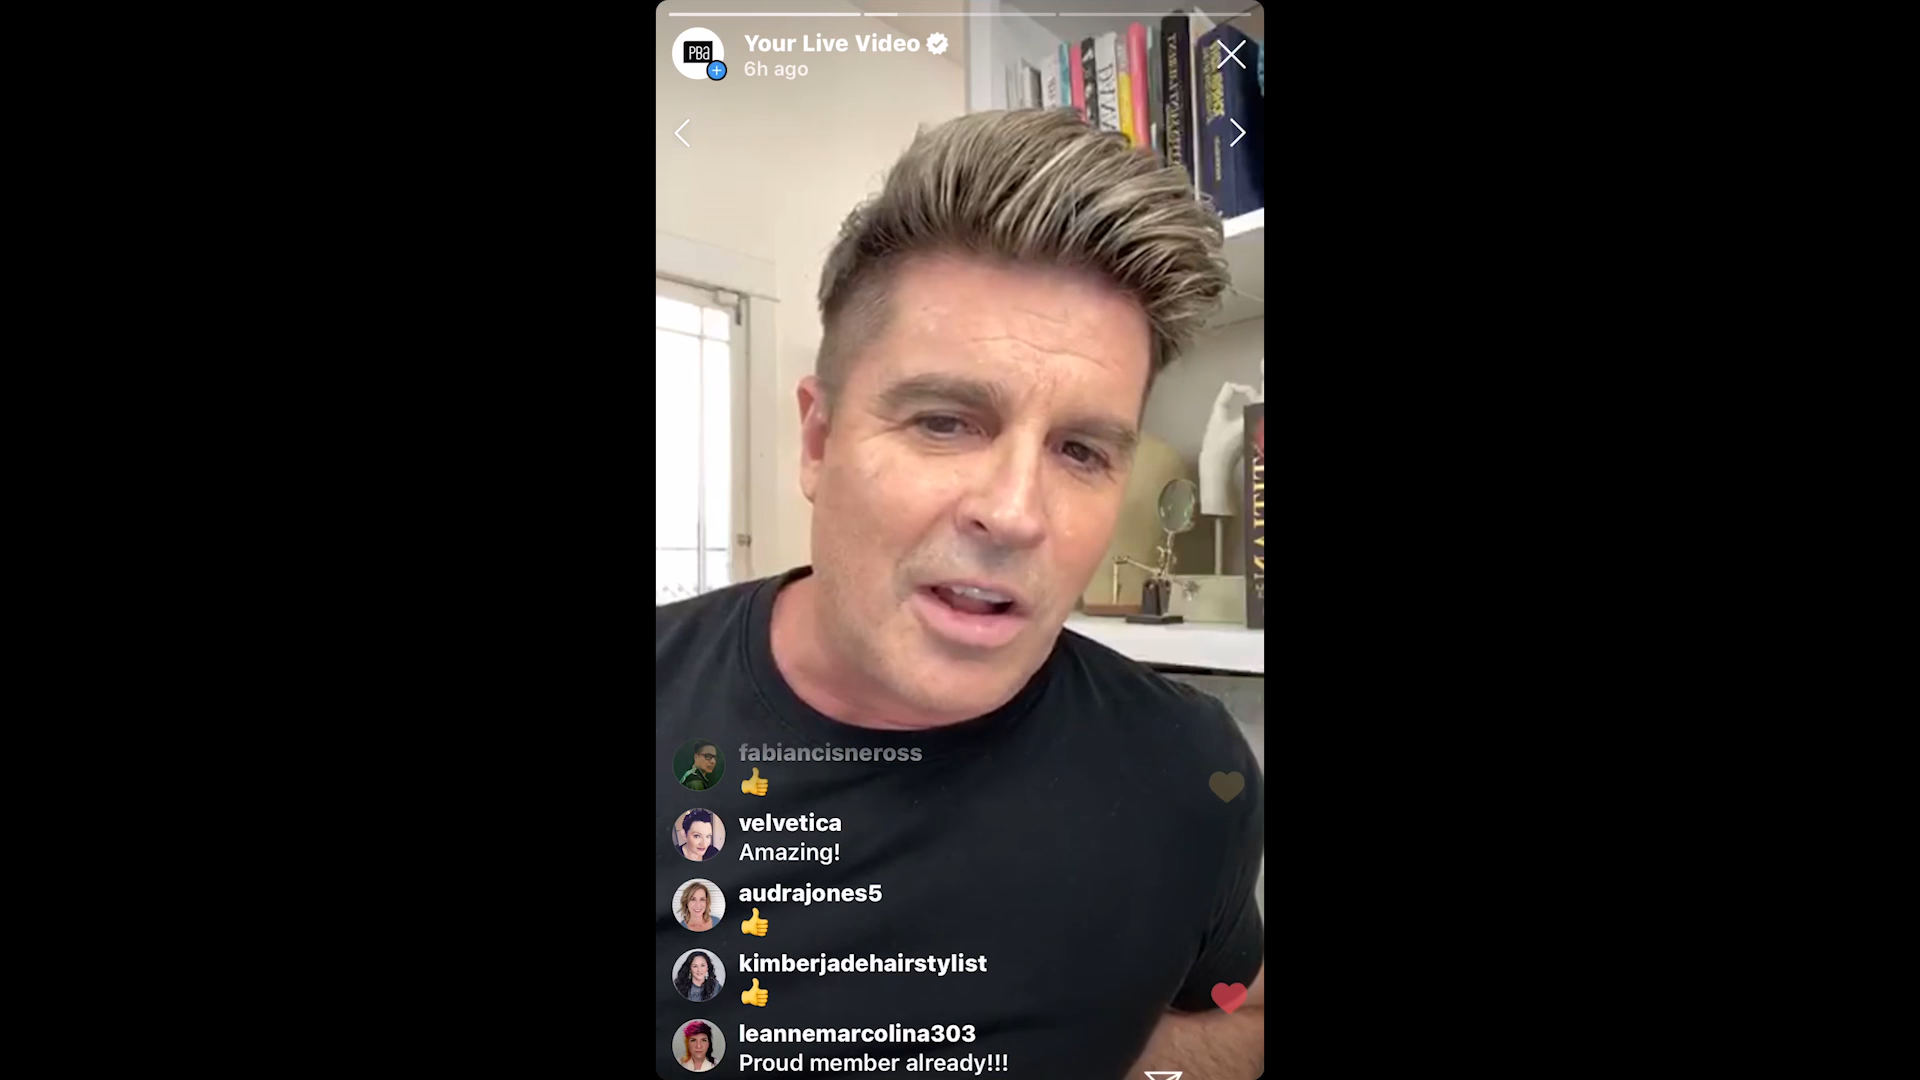 PBa
Your Live Video
6h ago
fabiancisneross
👍
velvetica
Amazing!
audrajones5
👍
kimberjadehairstylist
👍
leannemarcolina303
Proud member already!!!